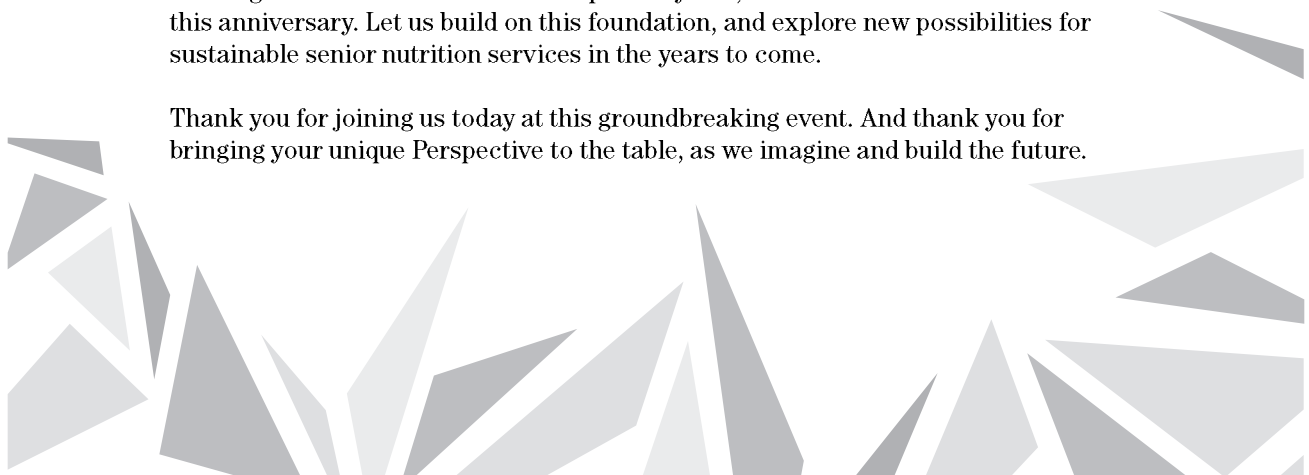 this anniversary. Let us build on this foundation, and explore new possibilities for
sustainable senior nutrition services in the years to come.
Thank you for joining us today at this groundbreaking event. And thank you for
bringing your unique Perspective to the table, as we imagine and build the future.